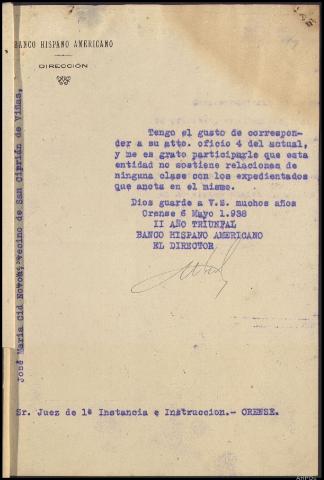 BANCO HISPANO AMERICANO
DIRECCIÓN
Tengo el gusto de correspon-
der a su atto. oficio 4 del actual,
y me es grato participarle que esta
entidad no sostiene relaciones de
ninguna clase con los expedientados
que anota en el mismo.
Dios guarde a V.S. muchos años
Orense 6 Mayo 1.938
II AÑO TRIUNFAL
BANCO HISPANO AMERICANO
EL DIRECTOR
Sr. Juez de 1ª Instancia e Instruccion.- ORENSE.
José Maria Cid vecino de San Ciprián de Viñas,